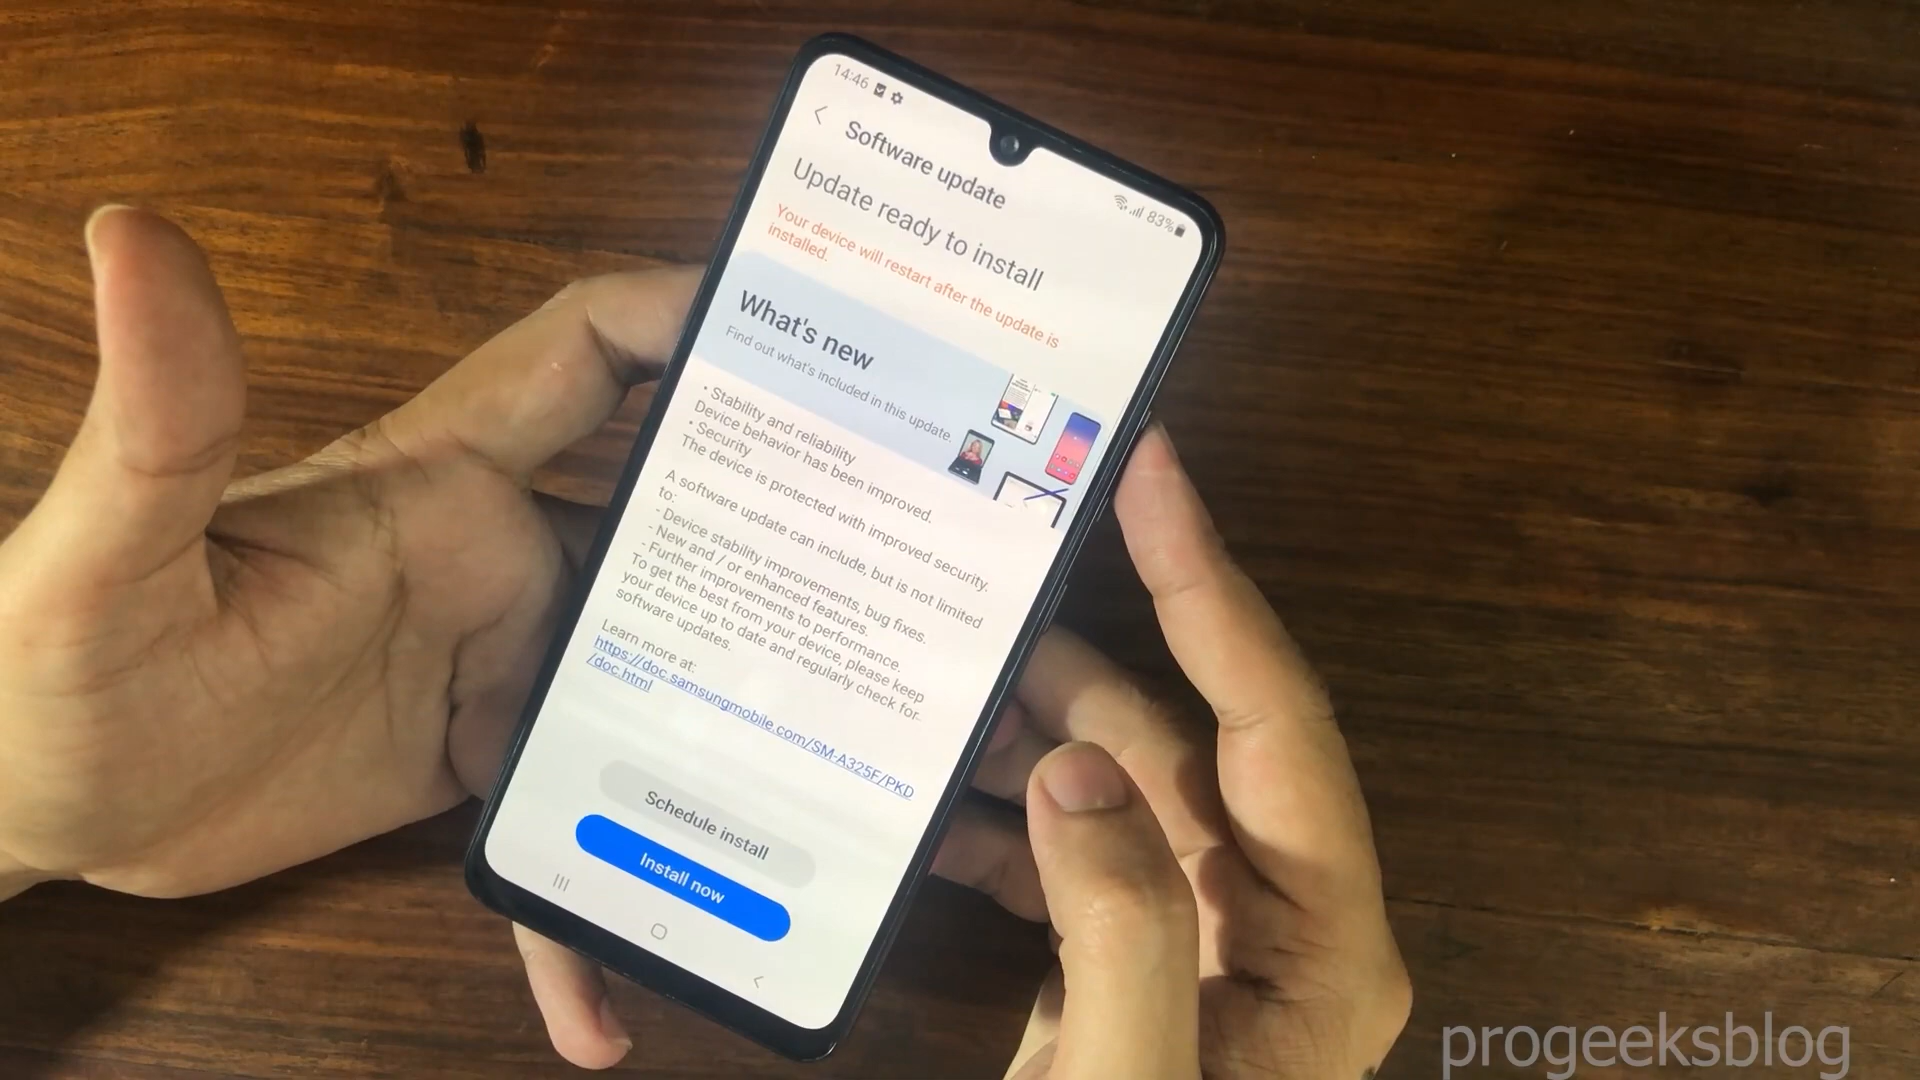 14:46
83%
Software update
Update ready to install
Your device will restart after the update is
installed.
What's new
Find out what's included in this update.
• Stability and reliability
Device behavior has been improved.
• Security
The device is protected with improved security.
A software update can include, but is not limited
to:
- Device stability improvements, bug fixes.
- New and / or enhanced features.
- Further improvements to performance.
To get the best from your device, please keep
your device up to date and regularly check for
software updates.
Learn more at:
https://doc.samsungmobile.com/SM-A325F/PKD
/doc.html
Schedule install
Install now
progeeksblog